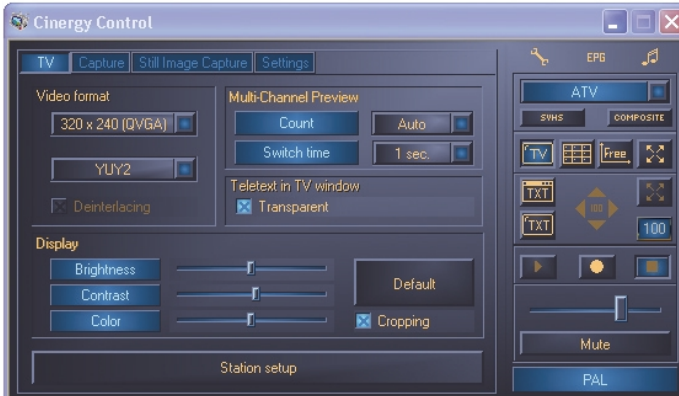 Cinergy Control
TV
Capture
Still Image Capture
Settings
Video format
320 x 240 (QVGA)
YUY2
Deinterlacing
Multi-Channel Preview
Count
Auto
Switch time
1 sec.
Teletext in TV window
Transparent
Display
Brightness
Contrast
Color
Default
Cropping
Station setup
EPG
ATV
SVHS
COMPOSITE
TV
Free
TXT
100
TXT
100
Mute
PAL